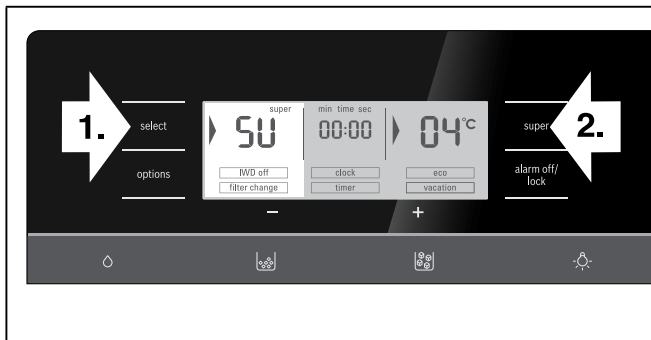 super
min time sec
1.
select
SU
00:00
04°C
super
2.
options
IWD off
clock
eco
alarm off/
lock
filter change
timer
vacation
−
+